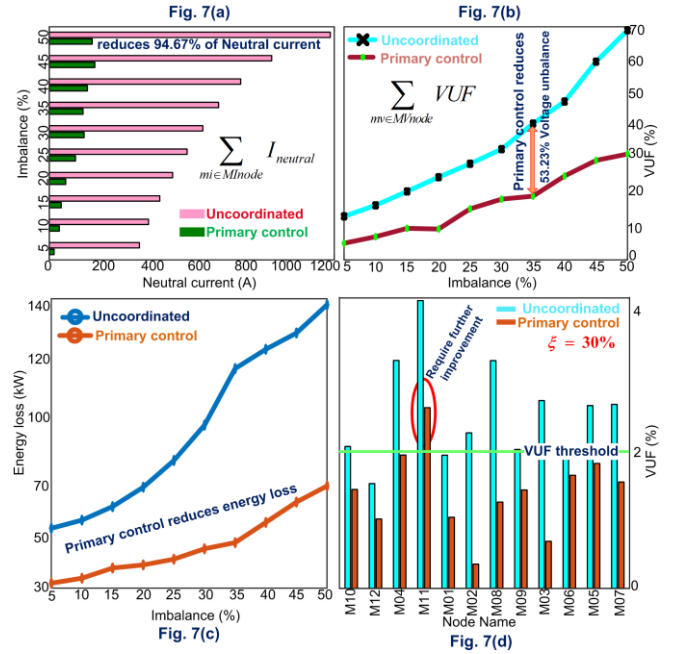 Fig. 7(a)
reduces 94.67% of Neutral current
50
45
40
35
30
25
20
15
10
5
Imbalance (%)
∑ I neutral
mi∈MInode
Uncoordinated
Primary control
0 200 400 600 800 1000 1200
Neutral current (A)
Fig. 7(b)
Uncoordinated
Primary control
∑ VUF
mv∈MVnode
Primary control reduces
53.23% Voltage unbalance
70
60
50
40
30
20
10
0
VUF (%)
5 10 15 20 25 30 35 40 45 50
Imbalance (%)
140
120
100
70
50
30
Energy loss (kW)
Uncoordinated
Primary control
Primary control reduces energy loss
5 10 15 20 25 30 35 40 45 50
Imbalance (%)
Fig. 7(c)
Uncoordinated
Primary control
ξ = 30%
Require further
improvement
VUF threshold
4
2
0
VUF (%)
M10 M12 M04 M11 M01 M02 M08 M09 M03 M06 M05 M07
Node Name
Fig. 7(d)